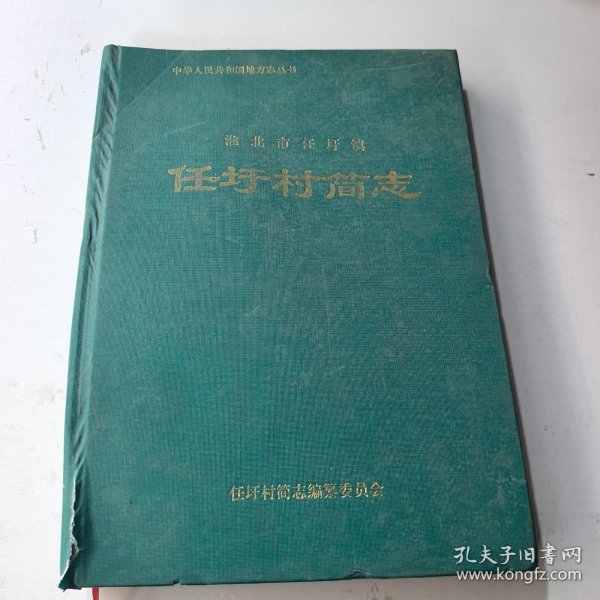 中华人民共和国地方志丛书
淮北市任圩镇
任圩村简志
任圩村简志编纂委员会
孔夫子旧书网
www.kongfz.com